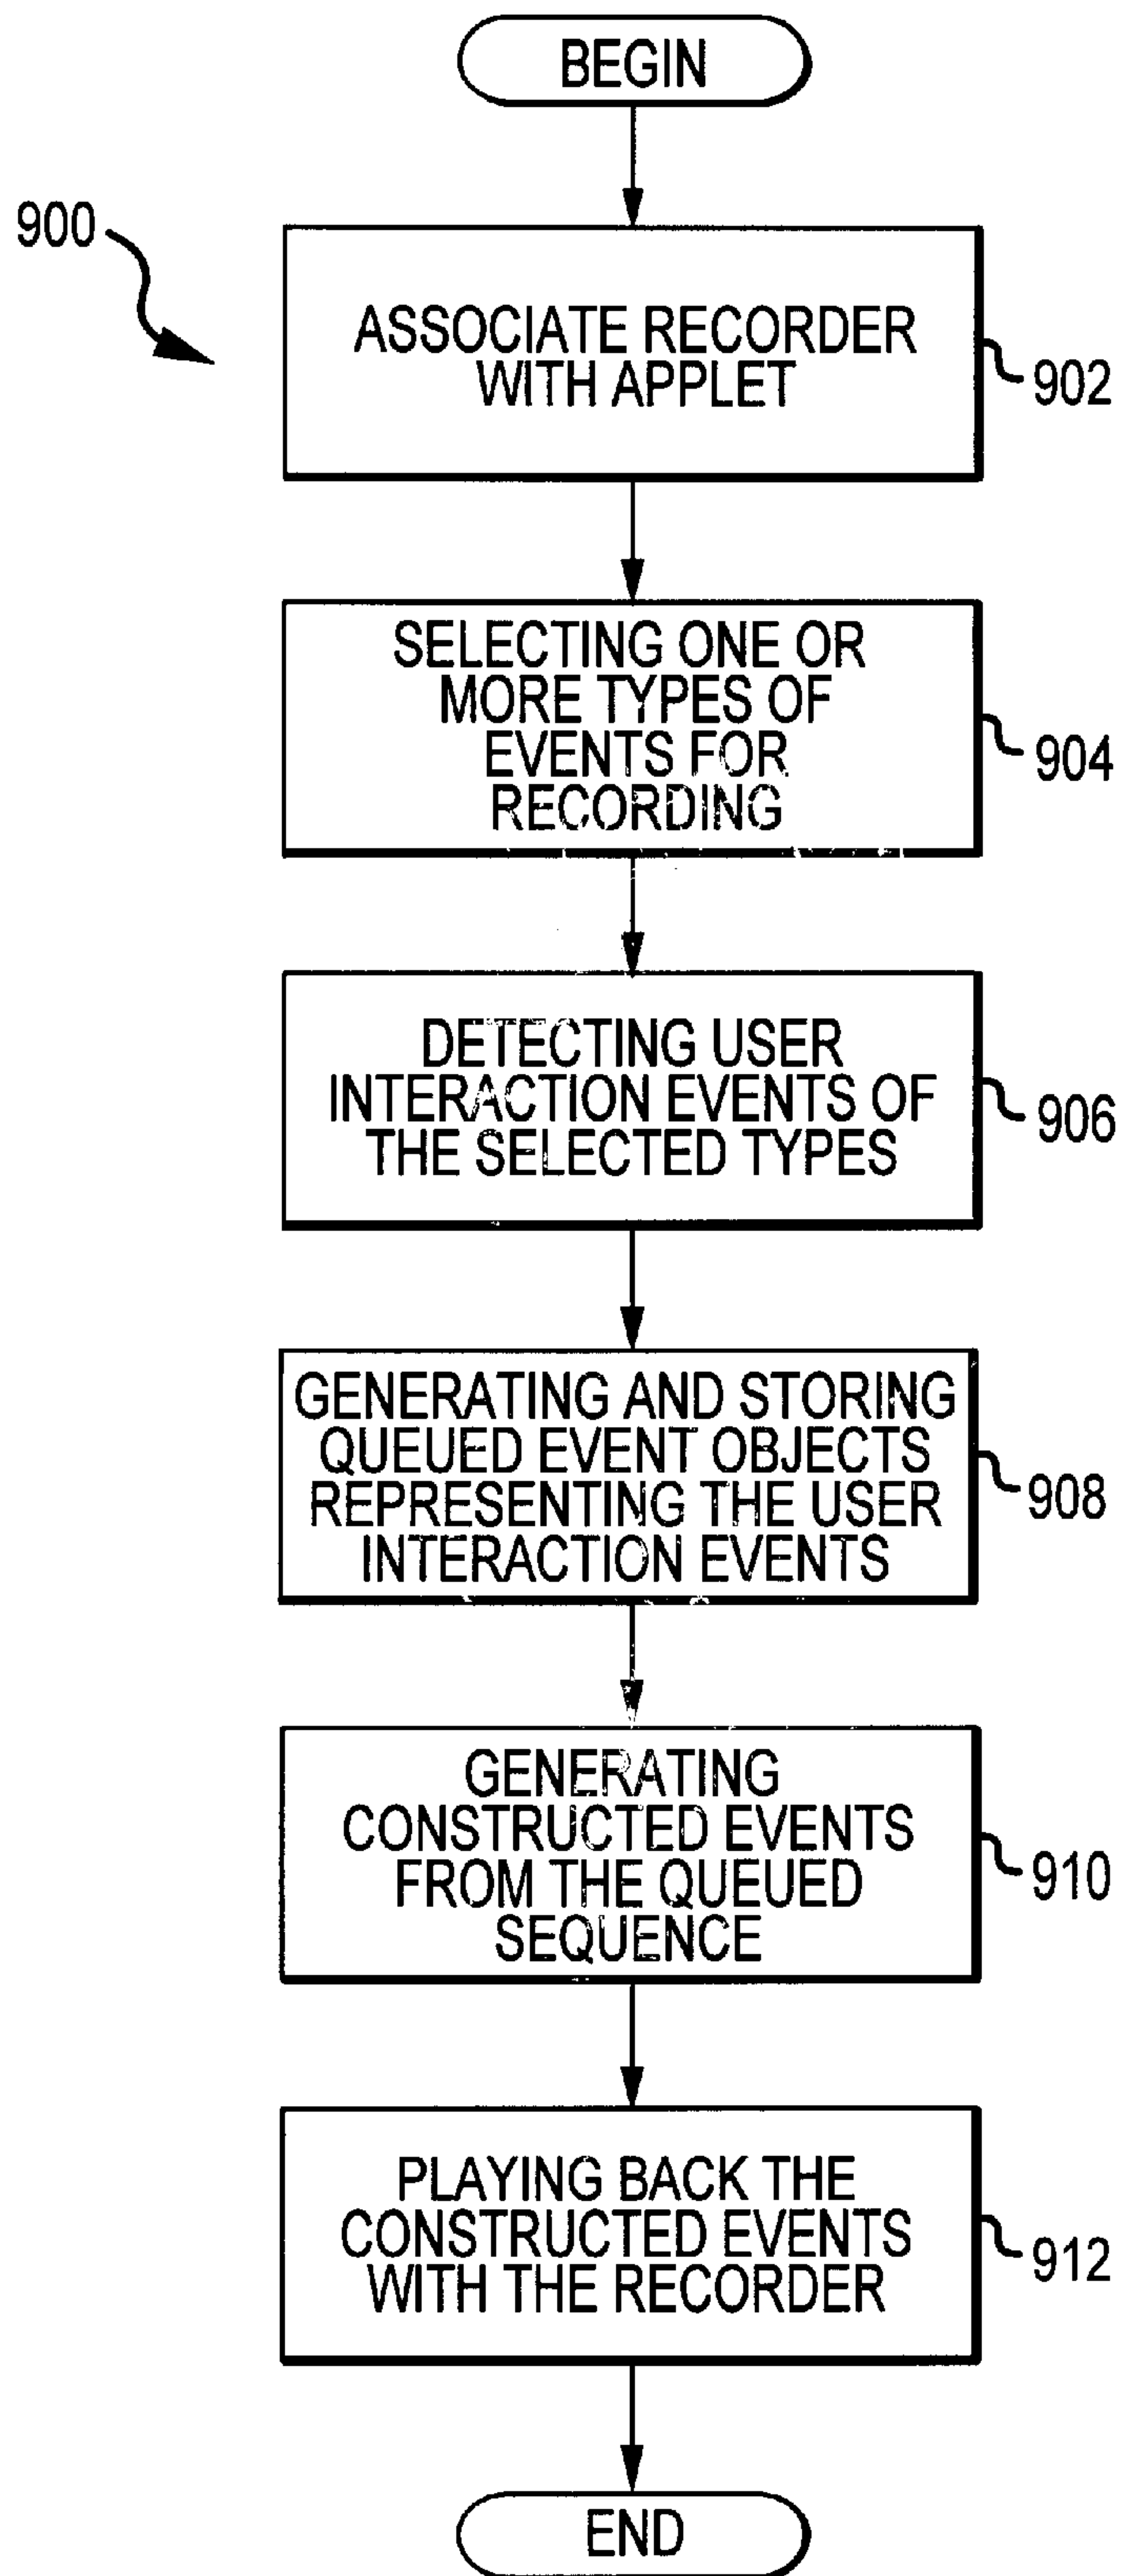 BEGIN
900
ASSOCIATE RECORDER
WITH APPLET
902
SELECTING ONE OR
MORE TYPES OF
EVENTS FOR
RECORDING
904
DETECTING USER
INTERACTION EVENTS OF
THE SELECTED TYPES
906
GENERATING AND STORING
QUEUED EVENT OBJECTS
REPRESENTING THE USER
INTERACTION EVENTS
908
GENERATING
CONSTRUCTED EVENTS
FROM THE QUEUED
SEQUENCE
910
PLAYING BACK THE
CONSTRUCTED EVENTS
WITH THE RECORDER
912
END